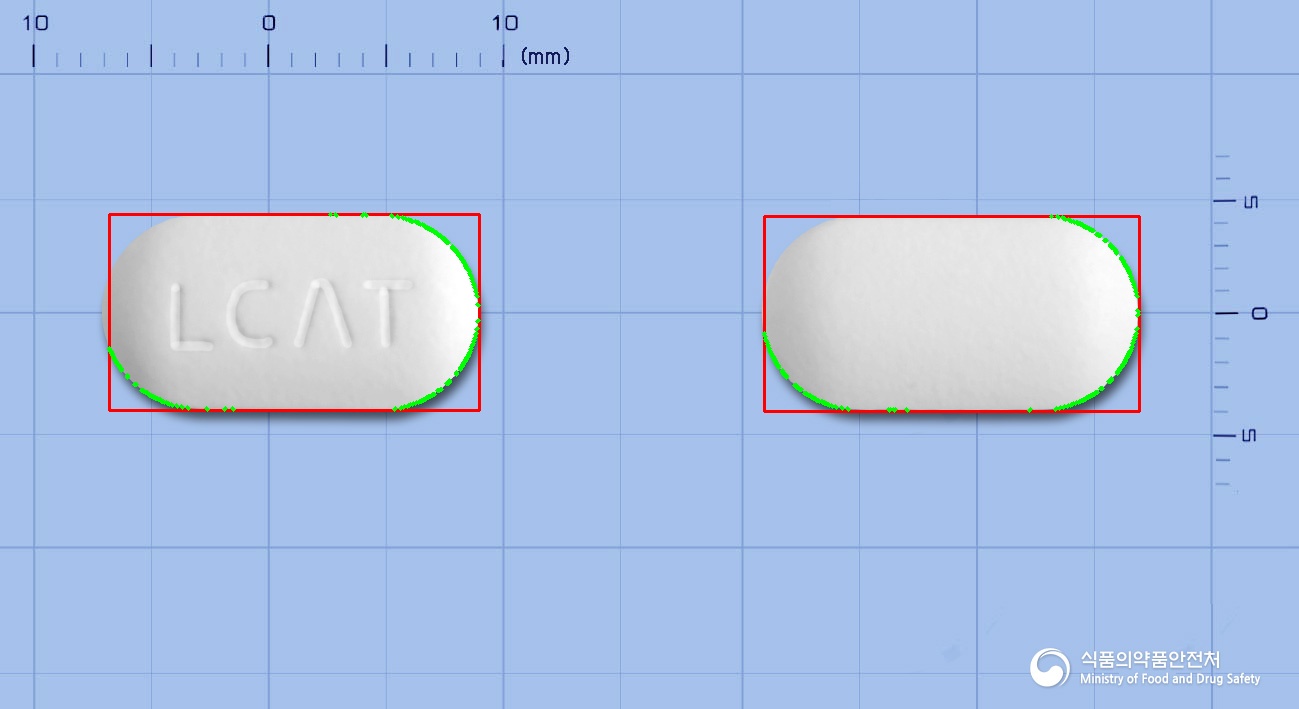 10 0 10
(mm)
LCAT
5
0
5
식품의약품안전처
Ministry of Food and Drug Safety